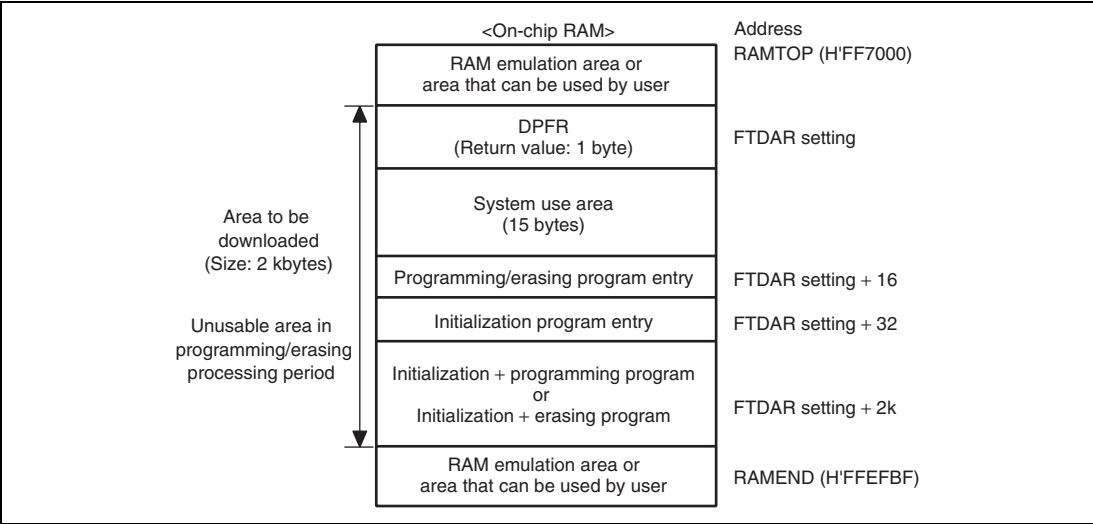 <On-chip RAM>
Address
RAM emulation area or
area that can be used by user
RAMTOP (H'FF7000)
DPFR
(Return value: 1 byte)
FTDAR setting
System use area
(15 bytes)
Area to be
downloaded
(Size: 2 kbytes)
Programming/erasing program entry
FTDAR setting + 16
Initialization program entry
FTDAR setting + 32
Unusable area in
programming/erasing
processing period
Initialization + programming program
or
Initialization + erasing program
FTDAR setting + 2k
RAM emulation area or
area that can be used by user
RAMEND (H'FFEFBF)